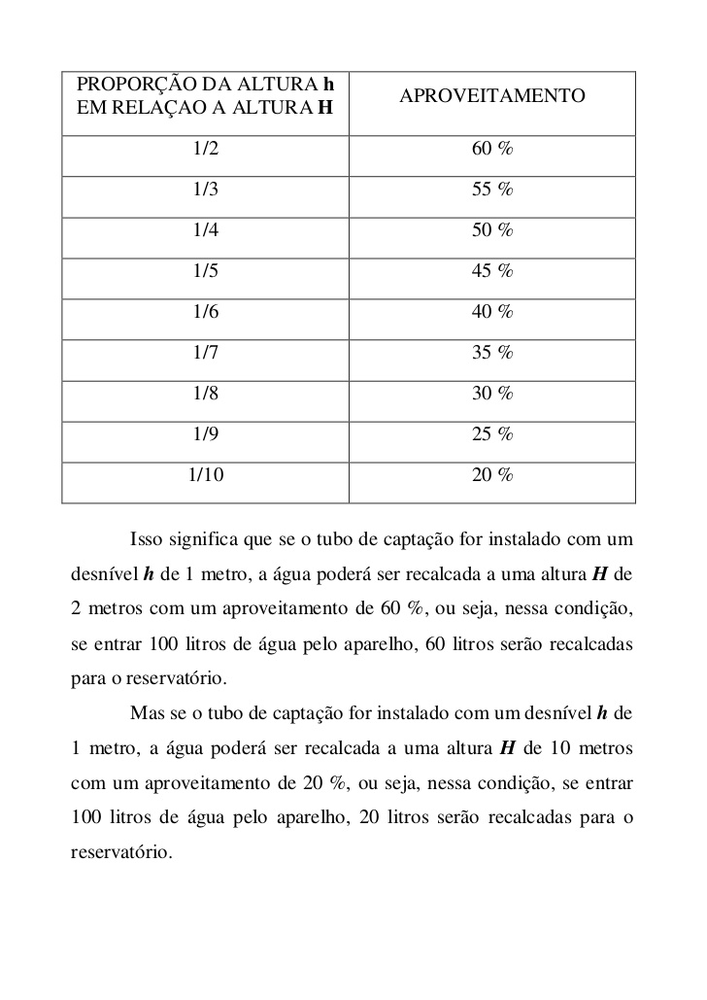 PROPORÇÃO DA ALTURA h
EM RELAÇAO A ALTURA H
APROVEITAMENTO
1/2 60 %
1/3 55 %
1/4 50 %
1/5 45 %
1/6 40 %
1/7 35 %
1/8 30 %
1/9 25 %
1/10 20 %
Isso significa que se o tubo de captação for instalado com um
desnível h de 1 metro, a água poderá ser recalcada a uma altura H de
2 metros com um aproveitamento de 60 %, ou seja, nessa condição,
se entrar 100 litros de água pelo aparelho, 60 litros serão recalcadas
para o reservatório.
Mas se o tubo de captação for instalado com um desnível h de
1 metro, a água poderá ser recalcada a uma altura H de 10 metros
com um aproveitamento de 20 %, ou seja, nessa condição, se entrar
100 litros de água pelo aparelho, 20 litros serão recalcadas para o
reservatório.